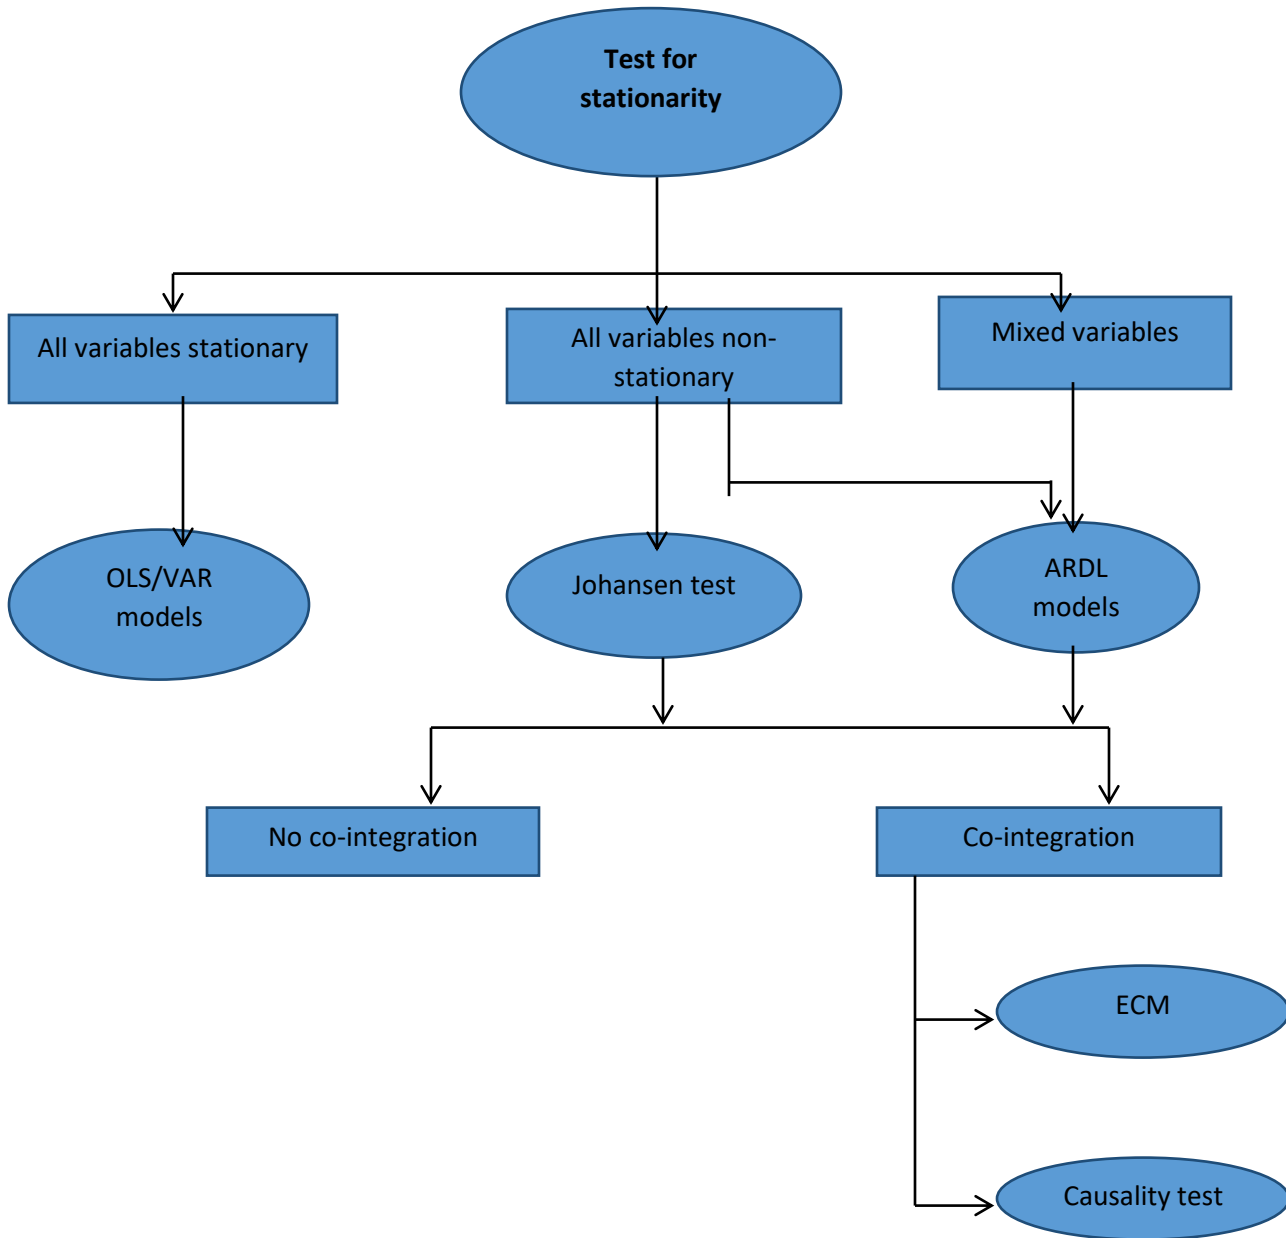 Test for
stationarity
All variables stationary
All variables non-
stationary
Mixed variables
OLS/VAR
models
Johansen test
ARDL
models
No co-integration
Co-integration
ECM
Causality test